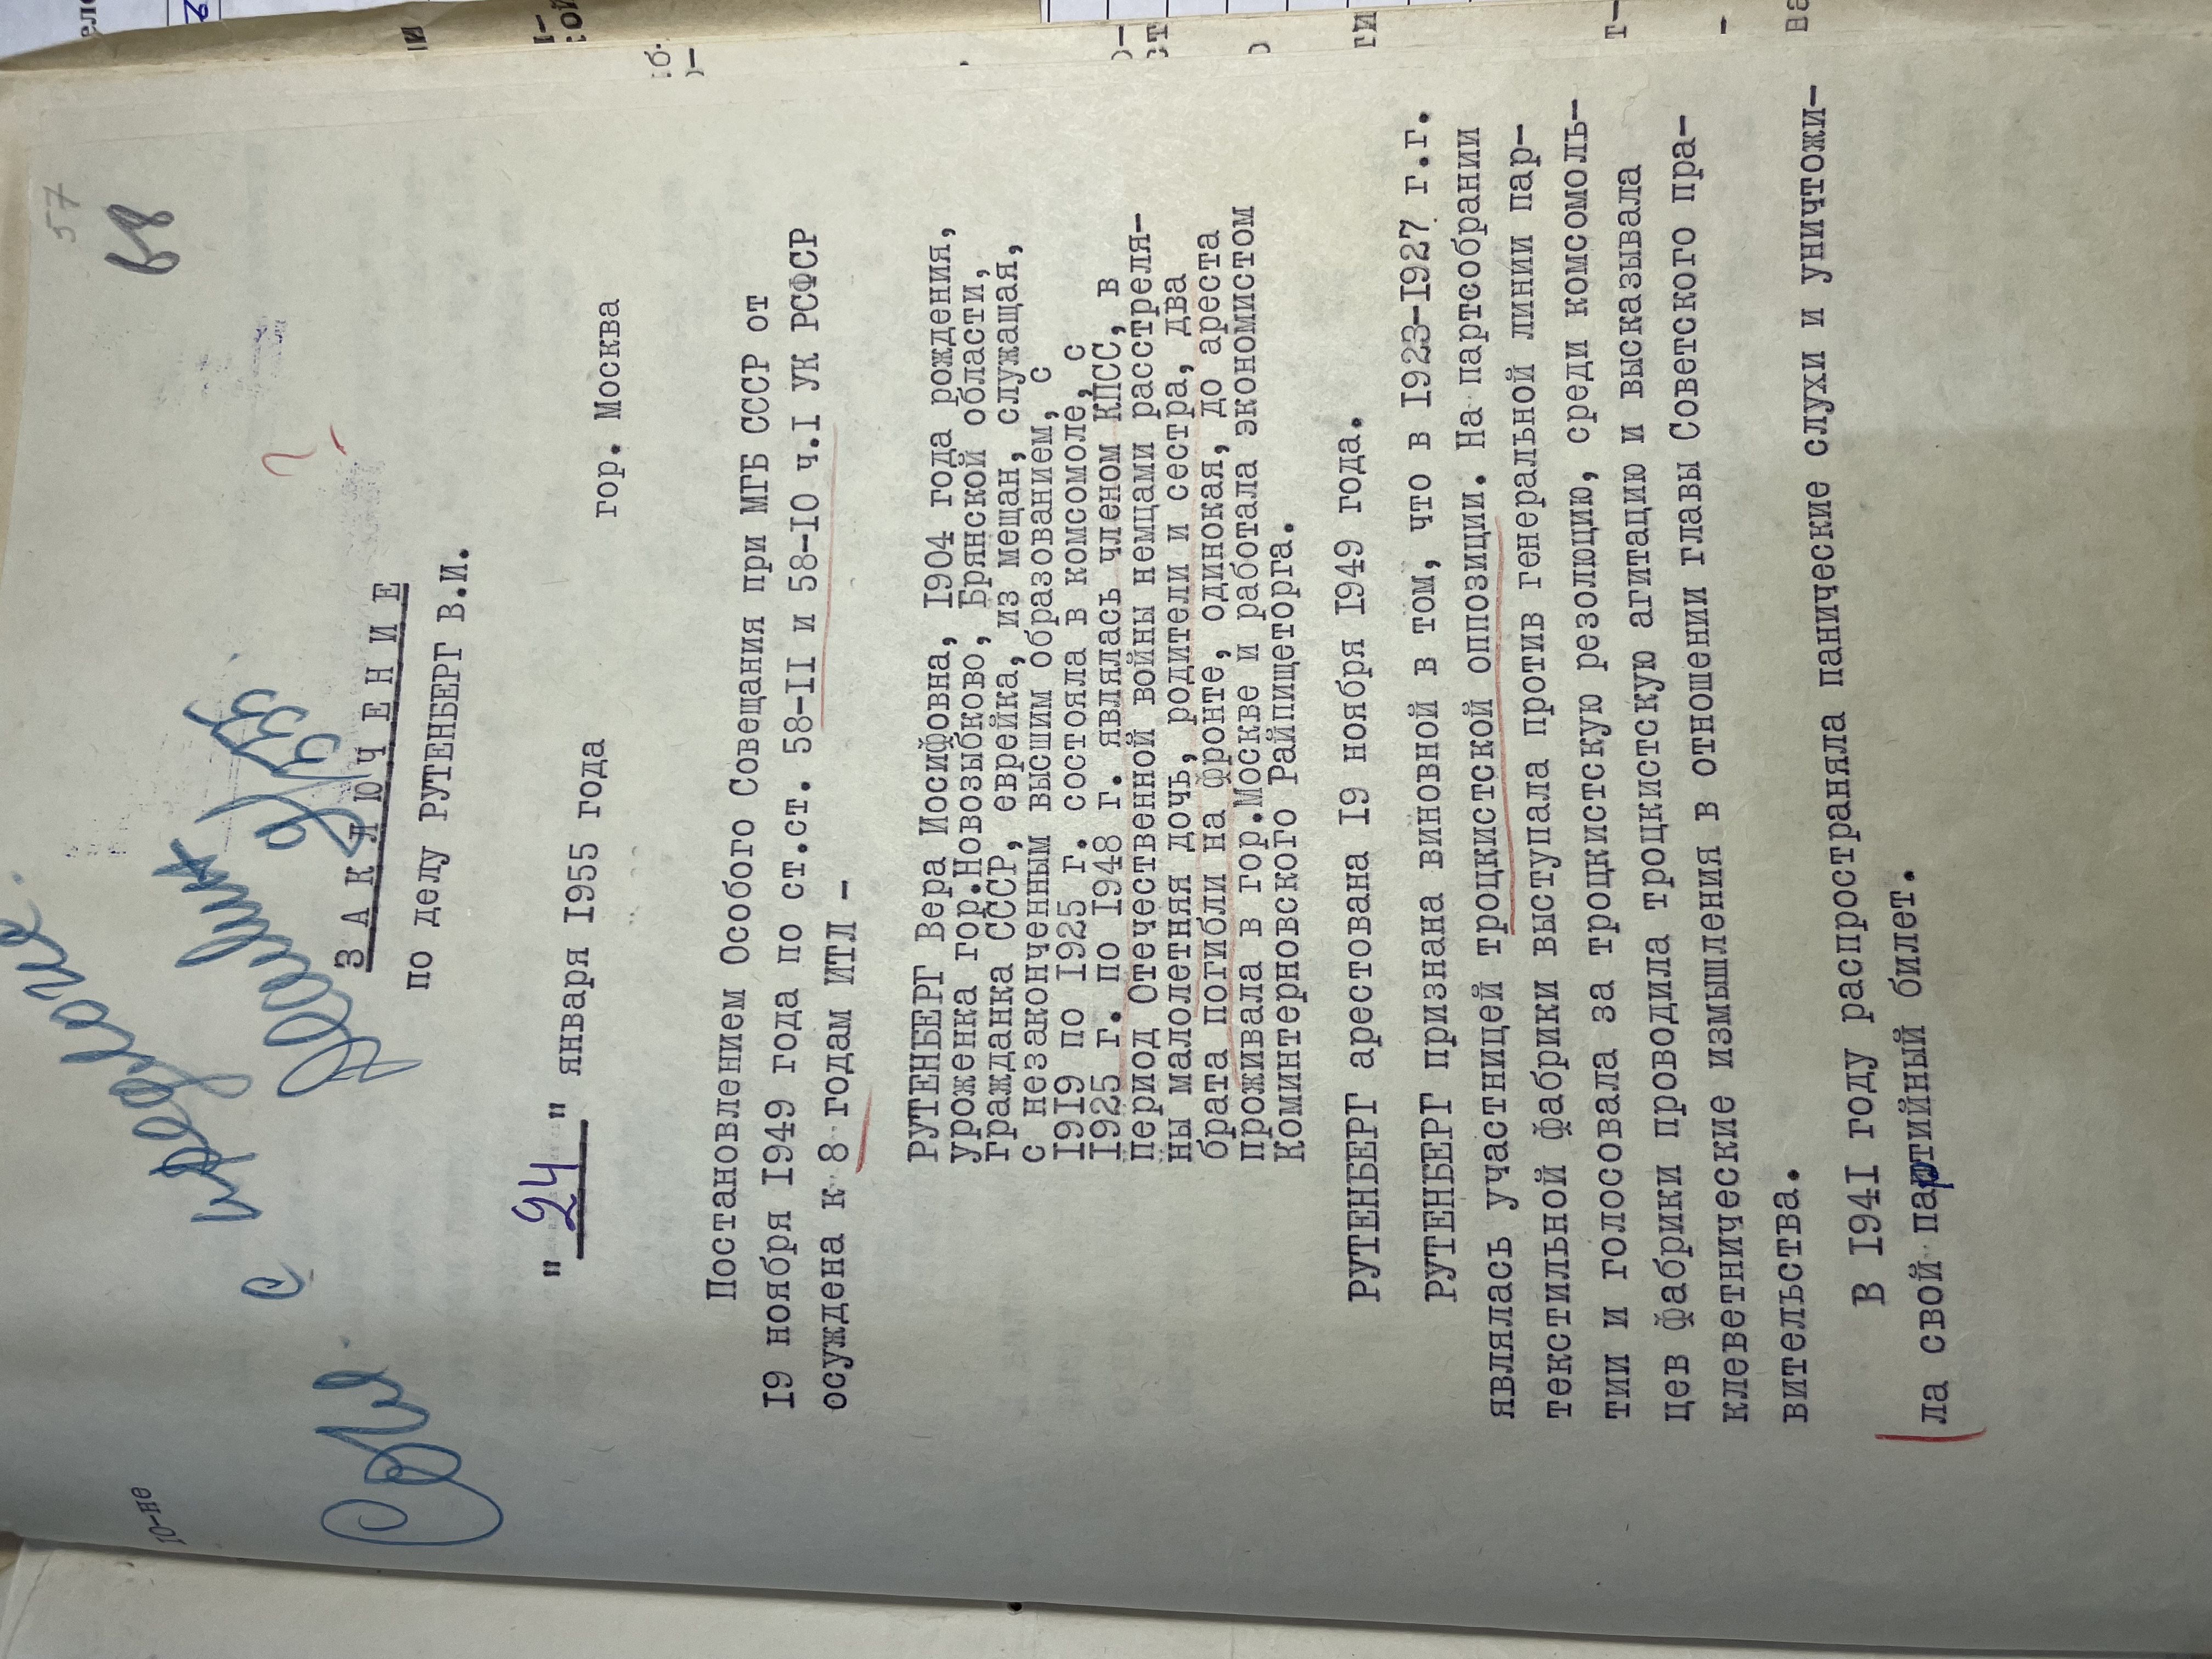 57
68
З А К Л Ю Ч Е Н И Е
по делу РУТЕНБЕРГ В.И.
"24" января 1955 года гор. Москва
Постановлением Особого Совещания при МГБ СССР от
19 ноября 1949 года по ст.ст. 58-11 и 58-10 ч.I УК РСФСР
осуждена к 8 годам ИТЛ -
РУТЕНБЕРГ Вера Иосифовна, 1904 года рождения,
уроженка гор.Новозыбково, Брянской области,
гражданка СССР, еврейка, из мещан, служащая,
с незаконченным высшим образованием, с
1919 по 1925 г. состояла в комсомоле, с
1925 г. по 1948 г. являлась членом КПСС, в
период Отечественной войны немцами расстреля-
ны малолетняя дочь, родители и сестра, два
брата погибли на фронте, одинокая, до ареста
проживала в гор.Москве и работала экономистом
Коминтерновского Райпищеторга.
РУТЕНБЕРГ арестована 19 ноября 1949 года.
РУТЕНБЕРГ признана виновной в том, что в 1923-1927 г.г.
являлась участницей троцкистской оппозиции. На партсобрании
текстильной фабрики выступала против генеральной линии пар-
тии и голосовала за троцкистскую резолюцию, среди комсомоль-
цев фабрики проводила троцкистскую агитацию и высказывала
клеветнические измышления в отношении главы Советского пра-
вительства.
В 1941 году распространяла панические слухи и уничтожи-
ла свой партийный билет.